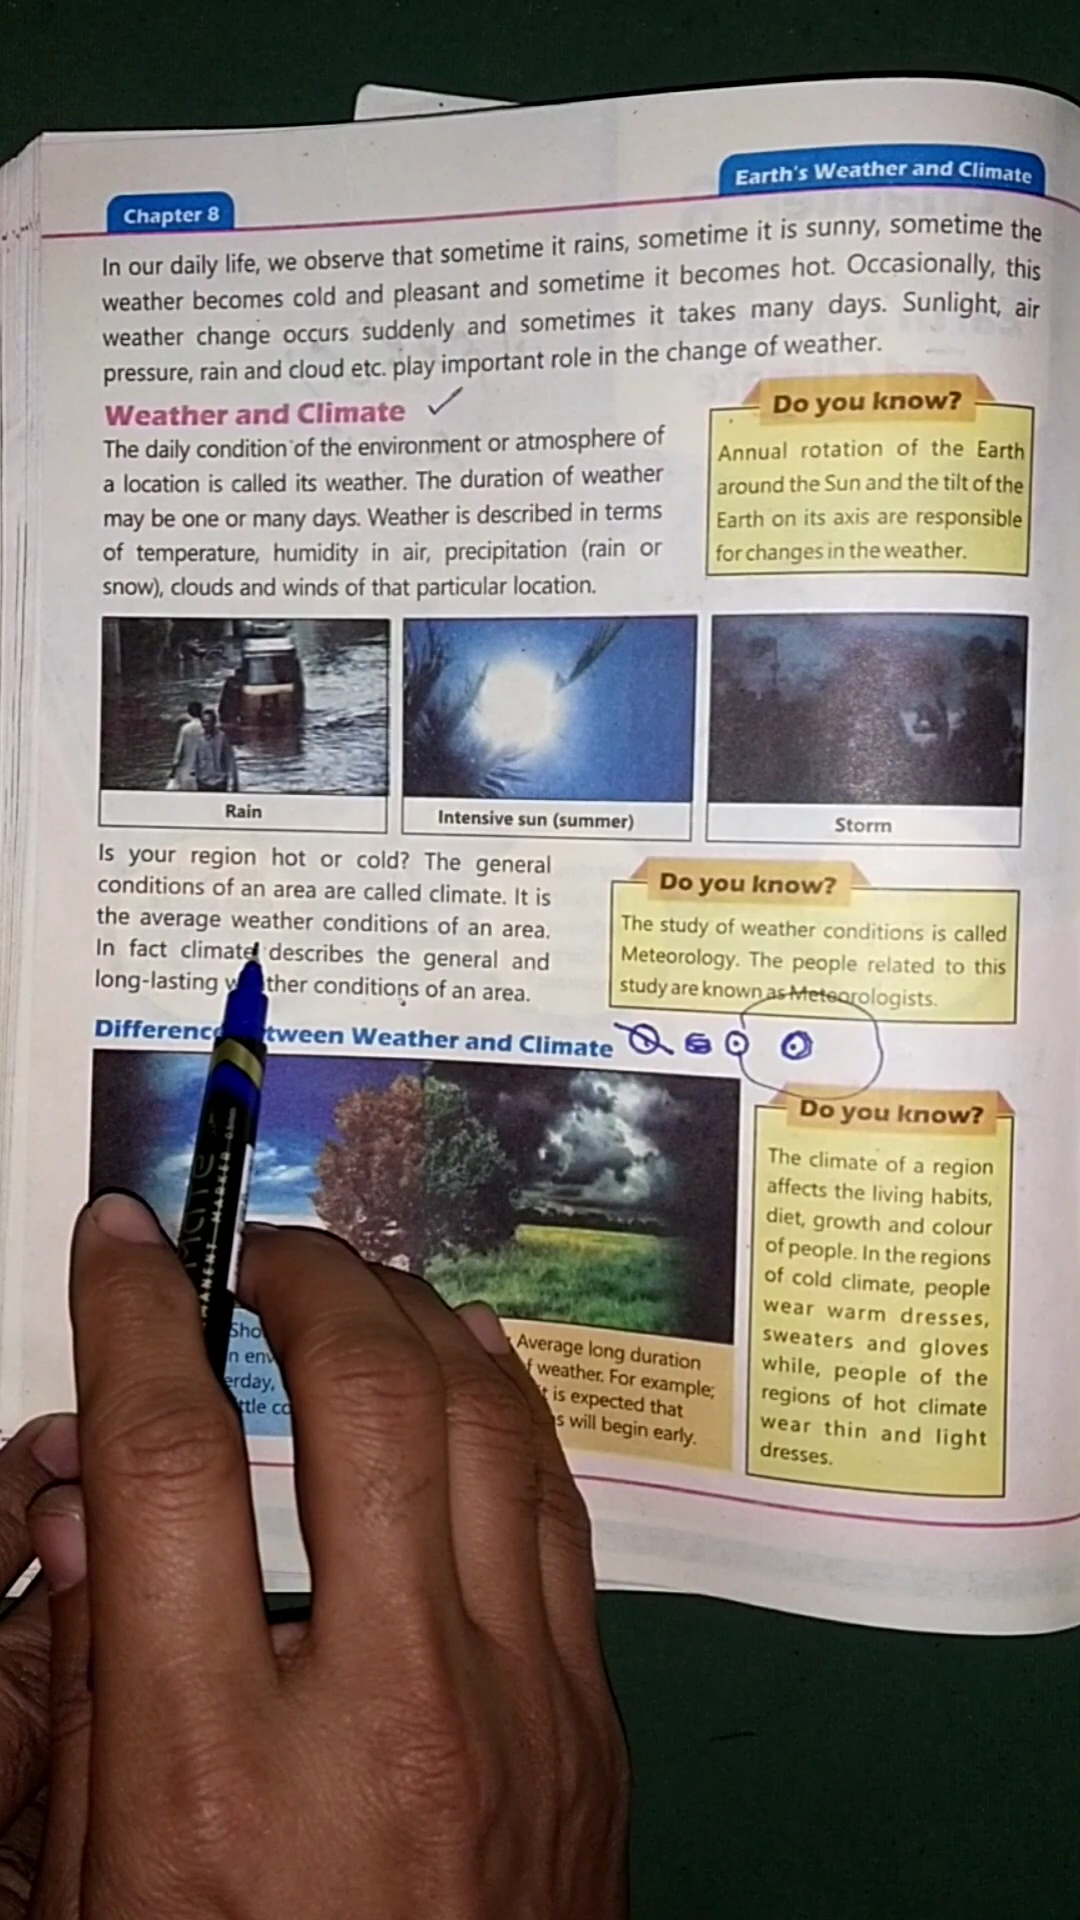 Earth's Weather and Climate
Chapter 8
In our daily life, we observe that sometime it rains, sometime it is sunny, sometime the
weather becomes cold and pleasant and sometime it becomes hot. Occasionally, this
weather change occurs suddenly and sometimes it takes many days. Sunlight, air
pressure, rain and cloud etc. play important role in the change of weather.
Weather and Climate
The daily condition of the environment or atmosphere of
a location is called its weather. The duration of weather
may be one or many days. Weather is described in terms
of temperature, humidity in air, precipitation (rain or
snow), clouds and winds of that particular location.
Do you know?
Annual rotation of the Earth
around the Sun and the tilt of the
Earth on its axis are responsible
for changes in the weather.
Rain
Intensive sun (summer)
Storm
Is your region hot or cold? The general
conditions of an area are called climate. It is
the average weather conditions of an area.
In fact climate describes the general and
long-lasting ther conditions of an area.
Do you know?
The study of weather conditions is called
Meteorology. The people related to this
study are known as Meteorologists.
Differenc tween Weather and Climate
Sho
n env
erday,
ttle co
Average long duration
f weather. For example;
it is expected that
s will begin early.
Do you know?
The climate of a region
affects the living habits,
diet, growth and colour
of people. In the regions
of cold climate, people
wear warm dresses,
sweaters and gloves
while, people of the
regions of hot climate
wear thin and light
dresses.
MARKER